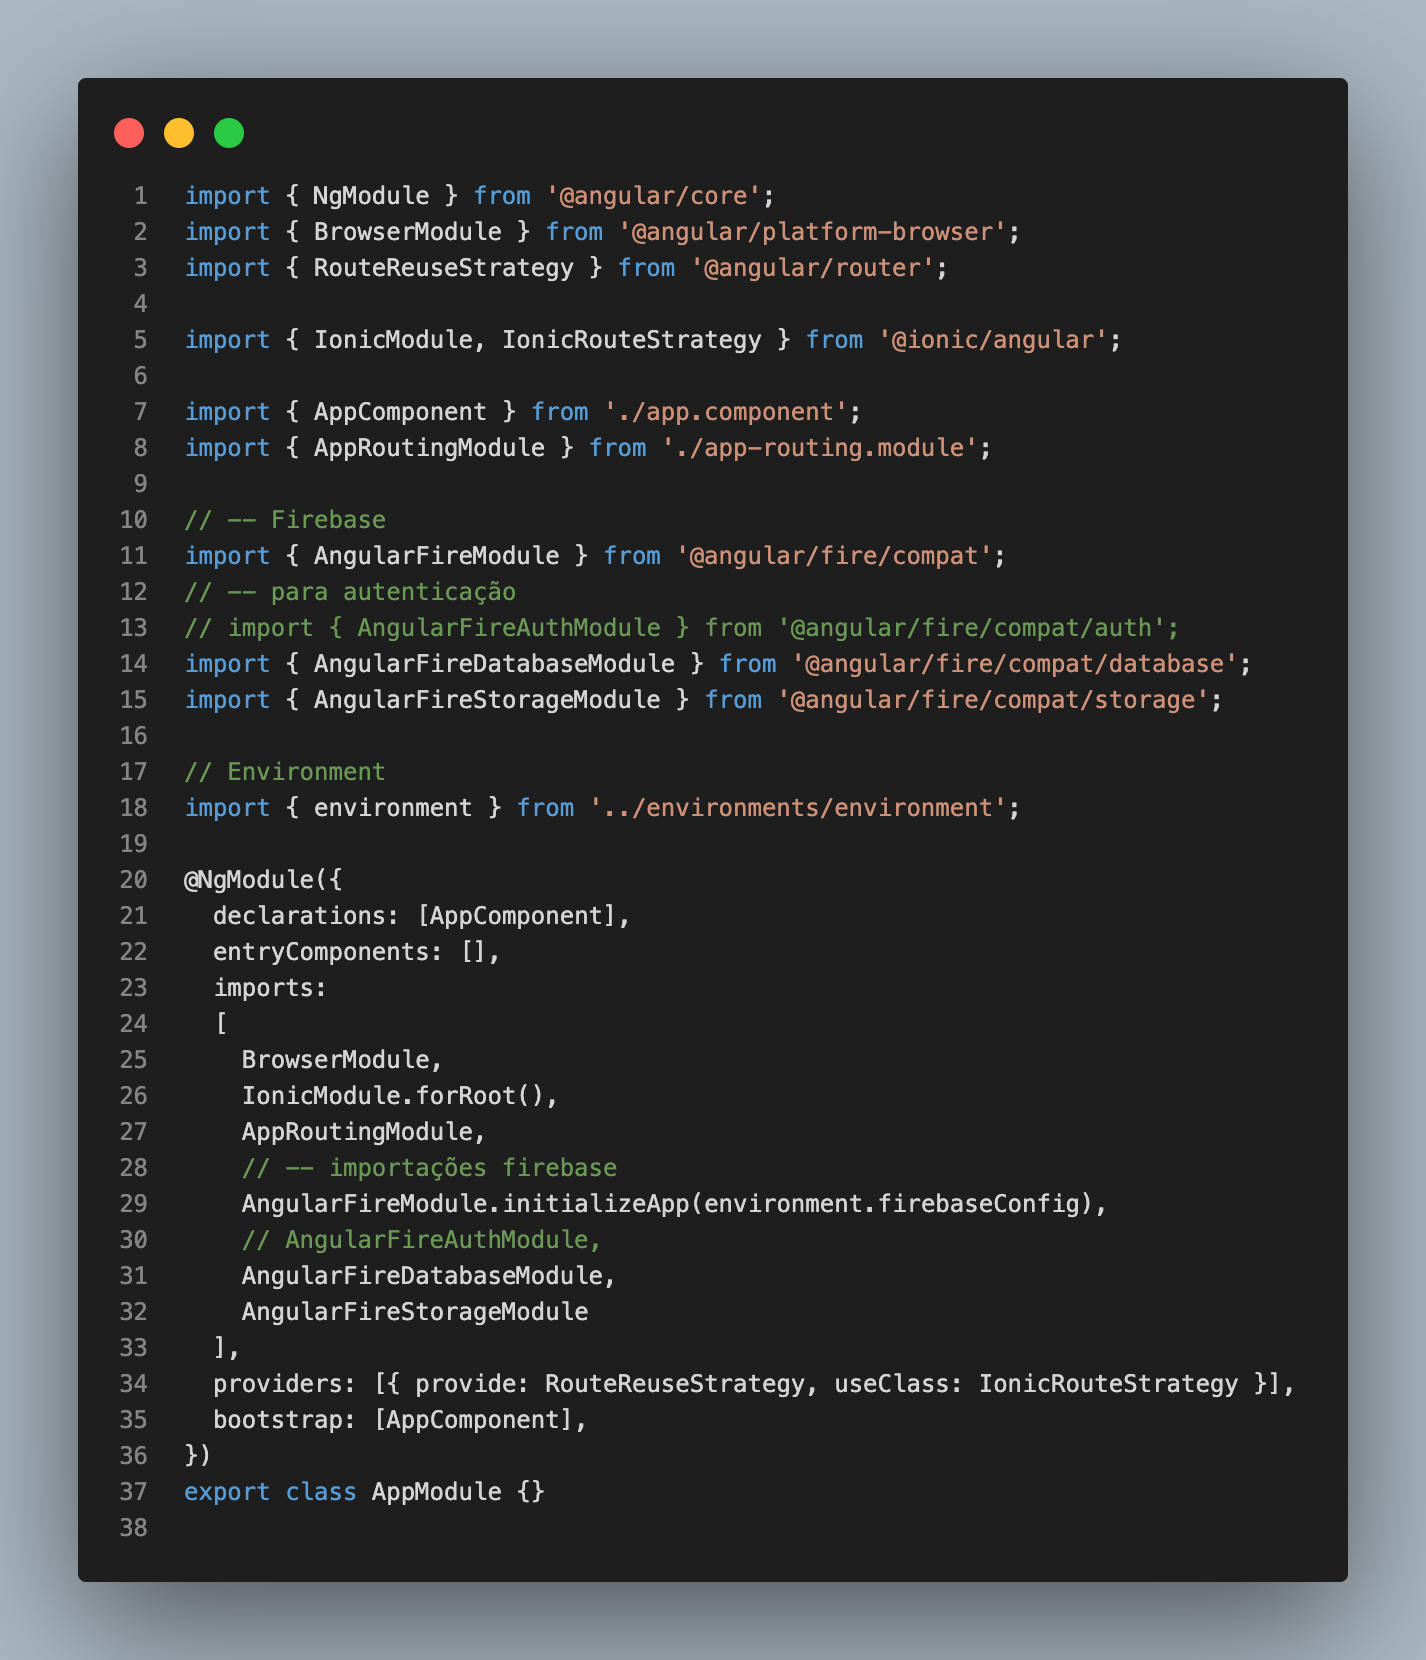 1 import { NgModule } from '@angular/core';
2 import { BrowserModule } from '@angular/platform-browser';
3 import { RouteReuseStrategy } from '@angular/router';
4
5 import { IonicModule, IonicRouteStrategy } from '@ionic/angular';
6
7 import { AppComponent } from './app.component';
8 import { AppRoutingModule } from './app-routing.module';
9
10 // -- Firebase
11 import { AngularFireModule } from '@angular/fire/compat';
12 // -- para autenticação
13 // import { AngularFireAuthModule } from '@angular/fire/compat/auth';
14 import { AngularFireDatabaseModule } from '@angular/fire/compat/database';
15 import { AngularFireStorageModule } from '@angular/fire/compat/storage';
16
17 // Environment
18 import { environment } from '../environments/environment';
19
20 @NgModule({
21   declarations: [AppComponent],
22   entryComponents: [],
23   imports:
24   [
25     BrowserModule,
26     IonicModule.forRoot(),
27     AppRoutingModule,
28     // -- importações firebase
29     AngularFireModule.initializeApp(environment.firebaseConfig),
30     // AngularFireAuthModule,
31     AngularFireDatabaseModule,
32     AngularFireStorageModule
33   ],
34   providers: [{ provide: RouteReuseStrategy, useClass: IonicRouteStrategy }],
35   bootstrap: [AppComponent],
36 })
37 export class AppModule {}
38